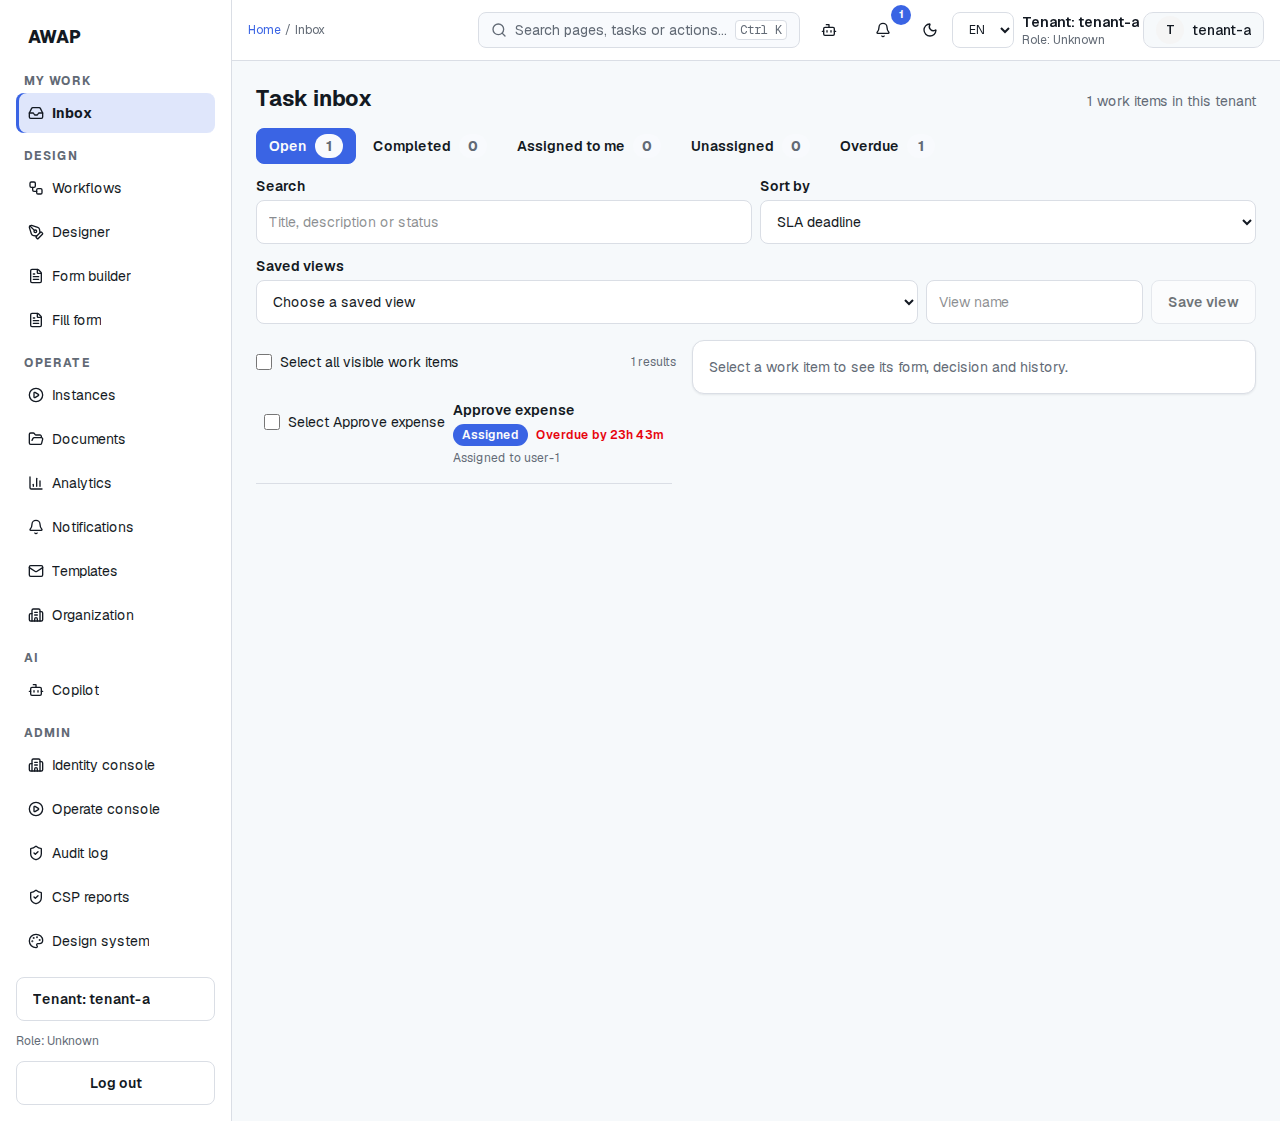 AWAP
MY WORK
Inbox
DESIGN
Workflows
Designer
Form builder
Fill form
OPERATE
Instances
Documents
Analytics
Notifications
Templates
Organization
AI
Copilot
ADMIN
Identity console
Operate console
Audit log
CSP reports
Design system
Tenant: tenant-a
Role: Unknown
Log out
Home / Inbox
Search pages, tasks or actions... Ctrl K
1
EN
Tenant: tenant-a
Role: Unknown
T tenant-a
Task inbox
1 work items in this tenant
Open 1 Completed 0 Assigned to me 0 Unassigned 0 Overdue 1
Search
Title, description or status
Sort by
SLA deadline
Saved views
Choose a saved view
View name
Save view
Select all visible work items
1 results
Select Approve expense
Approve expense
Assigned Overdue by 23h 43m
Assigned to user-1
Select a work item to see its form, decision and history.